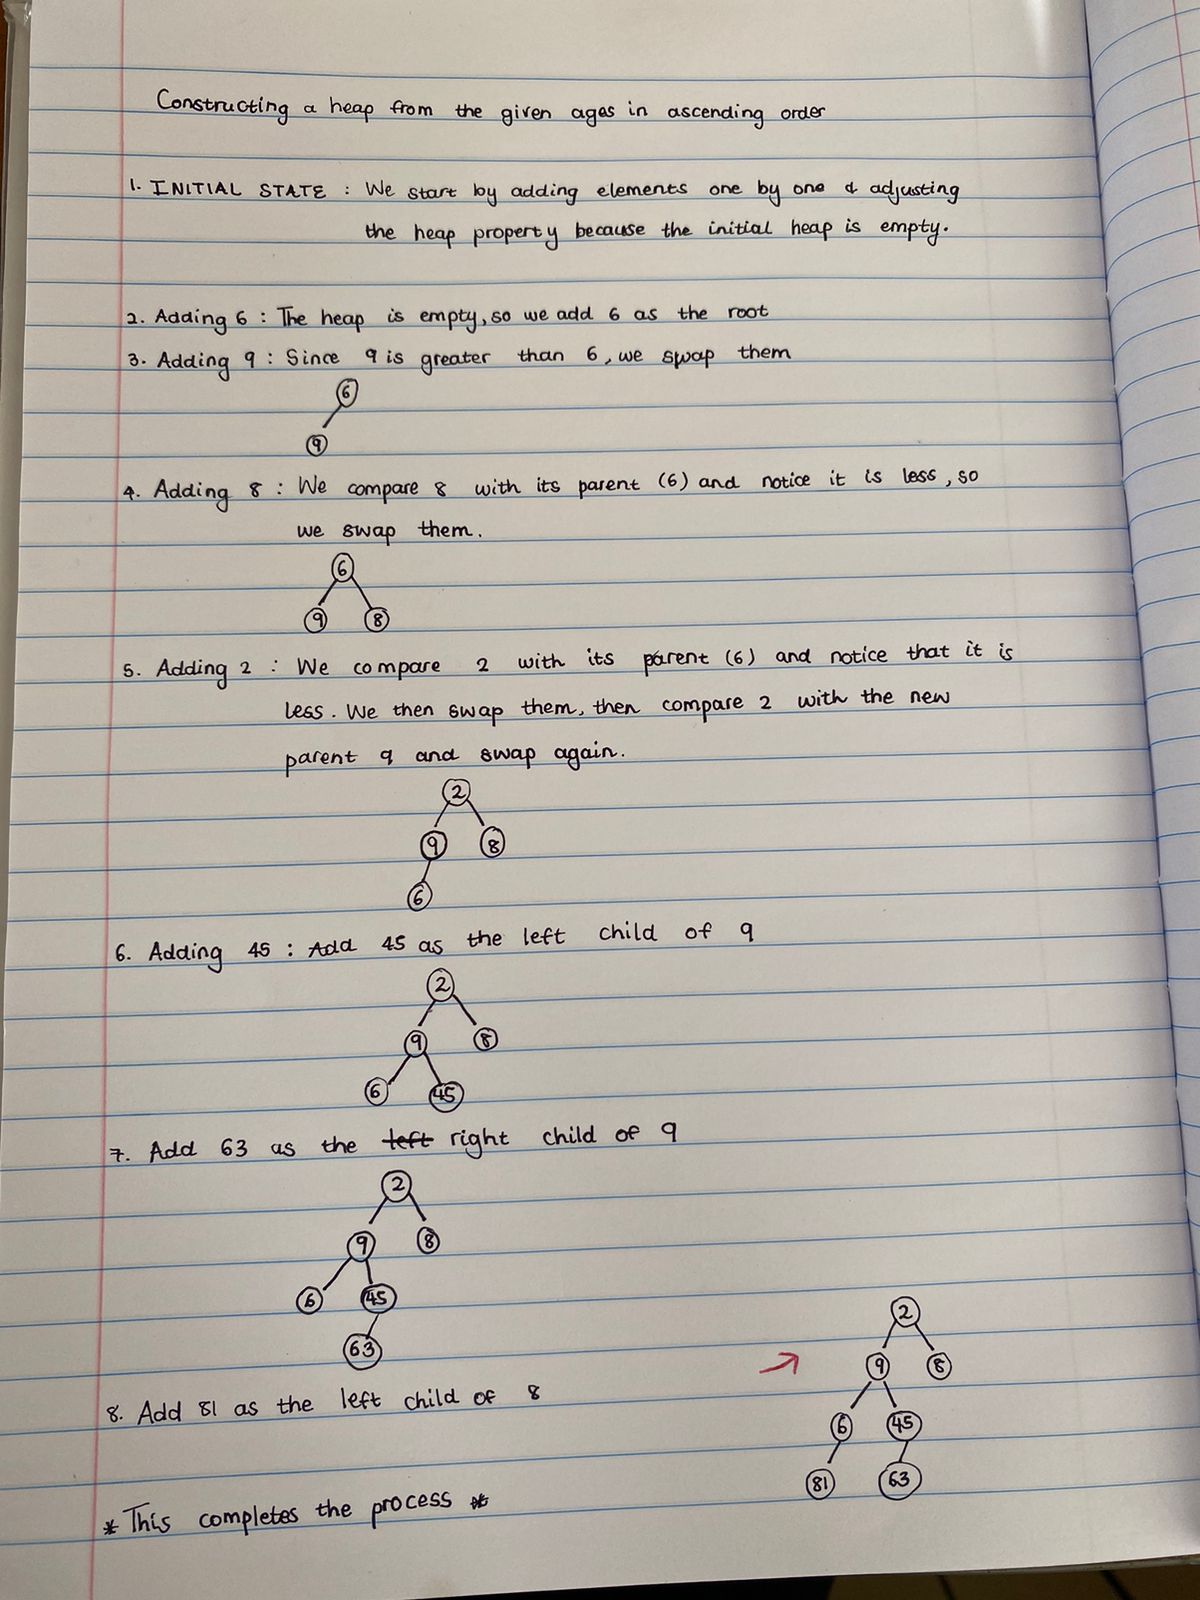 Constructing a heap from the given ages in ascending order
1. INITIAL STATE : We start by adding elements one by one & adjusting
the heap property because the initial heap is empty.
2. Adding 6 : The heap is empty, so we add 6 as the root
3. Adding 9 : Since 9 is greater than 6, we swap them
6
9
4. Adding 8 : We compare 8 with its parent (6) and notice it is less, so
we swap them.
6
9 8
5. Adding 2 : We compare 2 with its parent (6) and notice that it is
less. We then swap them, then compare 2 with the new
parent 9 and swap again.
2
9 8
6
6. Adding 45 : Add 45 as the left child of 9
2
9 8
6 45
7. Add 63 as the left right child of 9
2
9 8
6 45
63
8. Add 81 as the left child of 8
2
9 8
6 45
81 63
* This completes the process *